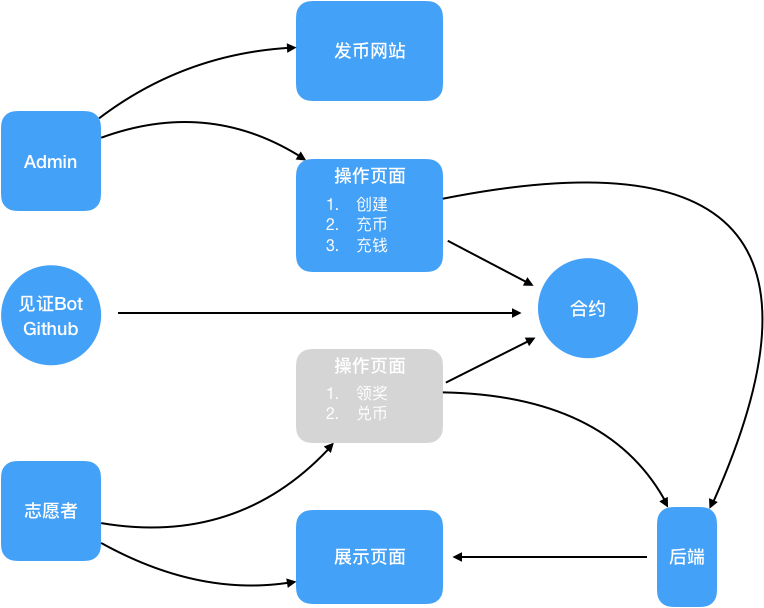 发币网站
Admin
操作页面
1. 创建
2. 充币
3. 充钱
见证Bot
Github
合约
操作页面
1. 领奖
2. 兑币
志愿者
展示页面
后端